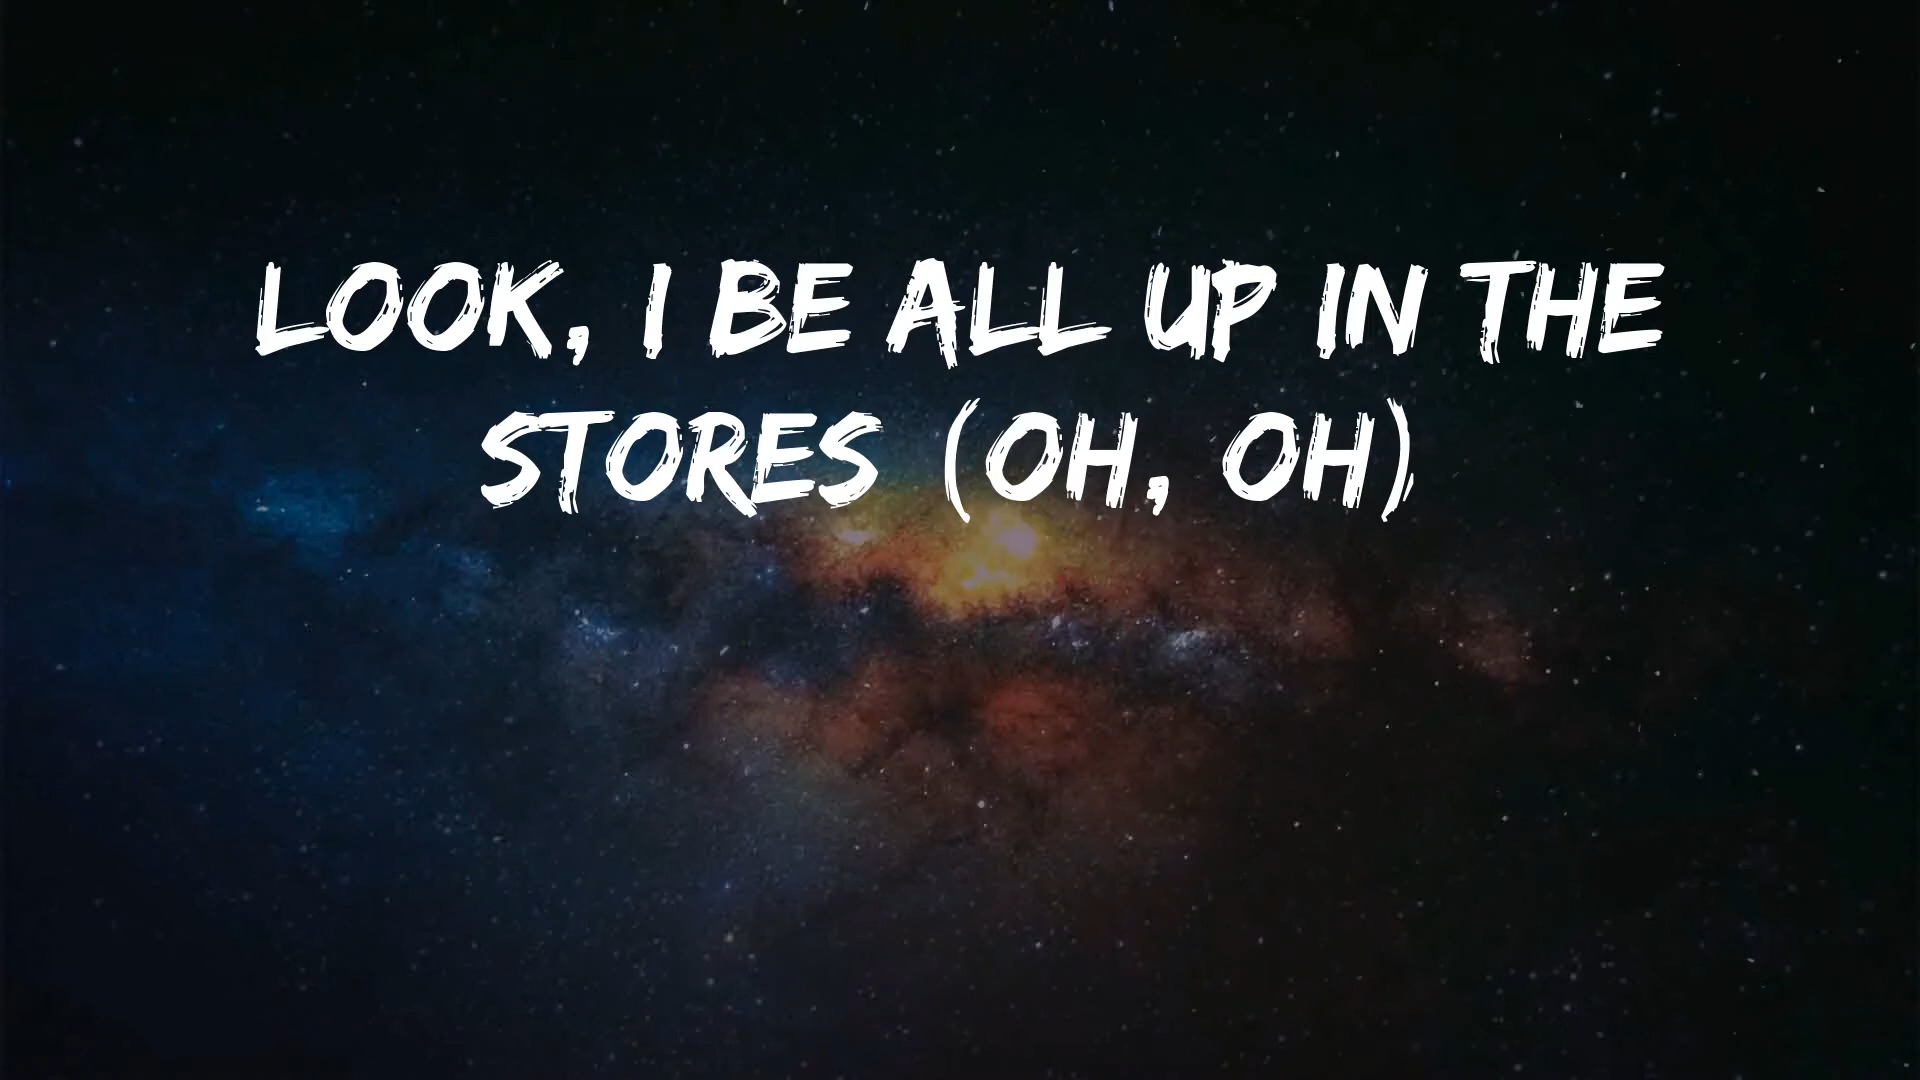 LOOK, I BE ALL UP IN THE
STORES (OH, OH)